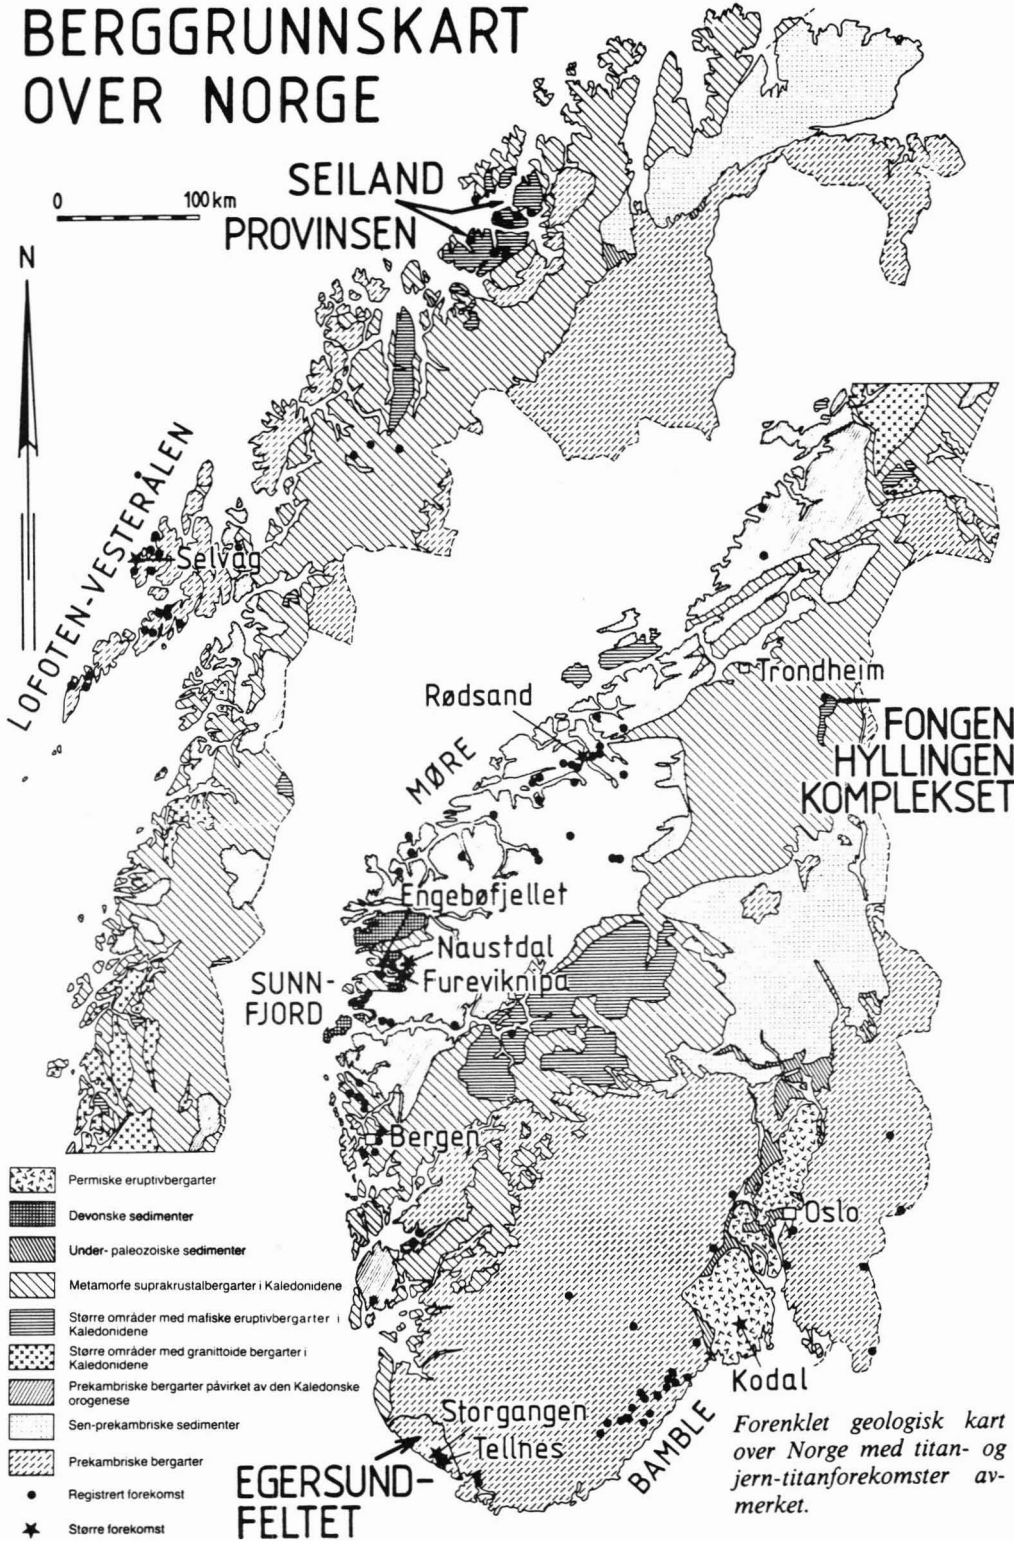 BERGGRUNNSKART
OVER NORGE
SEILAND
PROVINSEN
0 100 km
N
LOFOTEN-VESTERÅLEN
Selvåg
Trondheim
Rødsand
FONGEN
HYLLINGEN
KOMPLEKSET
MØRE
Engebøfjellet
Naustdal
Fureviknipa
SUNN-
FJORD
Bergen
Oslo
Kodal
Storgangen
Tellnes
BAMBLE
EGERSUND-
FELTET
Permiske eruptivbergarter
Devonske sedimenter
Under- paleozoiske sedimenter
Metamorfe suprakrustalbergarter i Kaledonidene
Større områder med mafiske eruptivbergarter i
Kaledonidene
Større områder med granittoide bergarter i
Kaledonidene
Prekambriske bergarter påvirket av den Kaledonske
orogenese
Sen-prekambriske sedimenter
Prekambriske bergarter
Registrert forekomst
Større forekomst
Forenklet geologisk kart
over Norge med titan- og
jern-titanforekomster av-
merket.